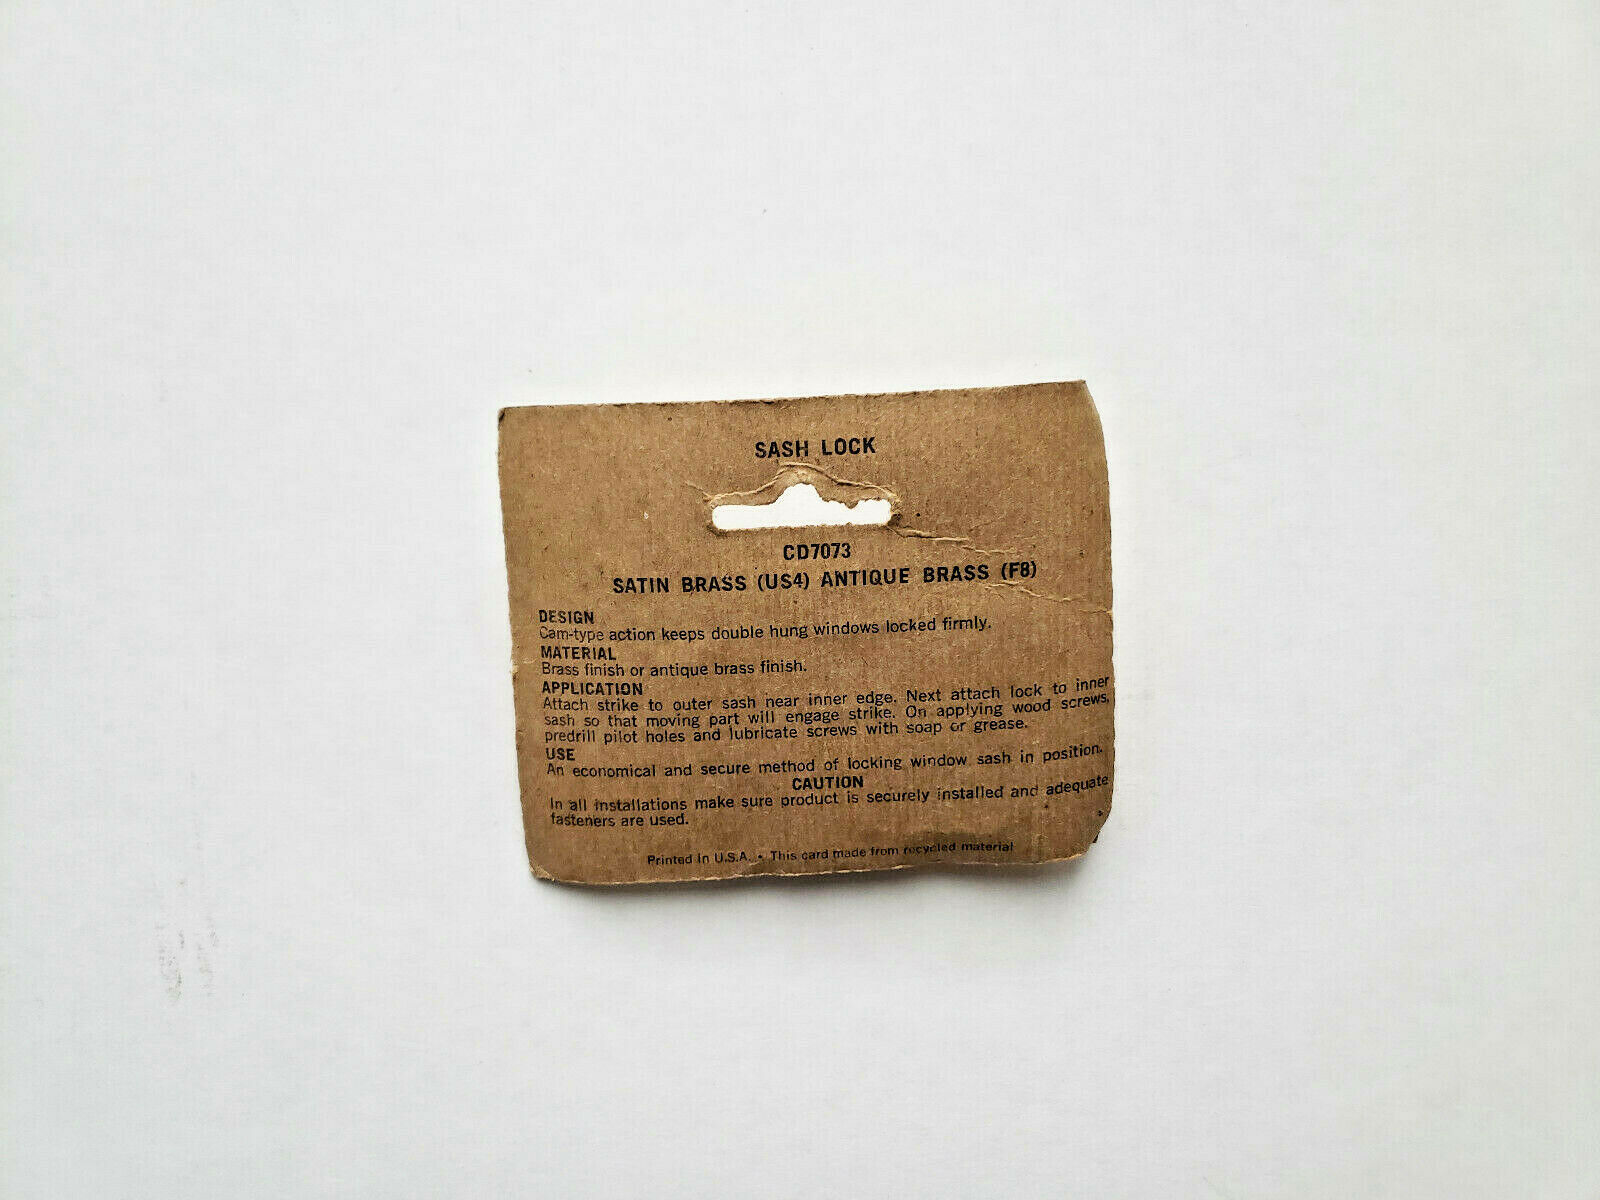 SASH LOCK
CD7073
SATIN BRASS (US4) ANTIQUE BRASS (F8)
DESIGN
Cam-type action keeps double hung windows locked firmly.
MATERIAL
Brass finish or antique brass finish.
APPLICATION
Attach strike to outer sash near inner edge. Next attach lock to inner
sash so that moving part will engage strike. On applying wood screws,
predrill pilot holes and lubricate screws with soap or grease.
USE
An economical and secure method of locking window sash in position.
CAUTION
In all installations make sure product is securely installed and adequate
fasteners are used.
Printed In U.S.A. • This card made from recycled material